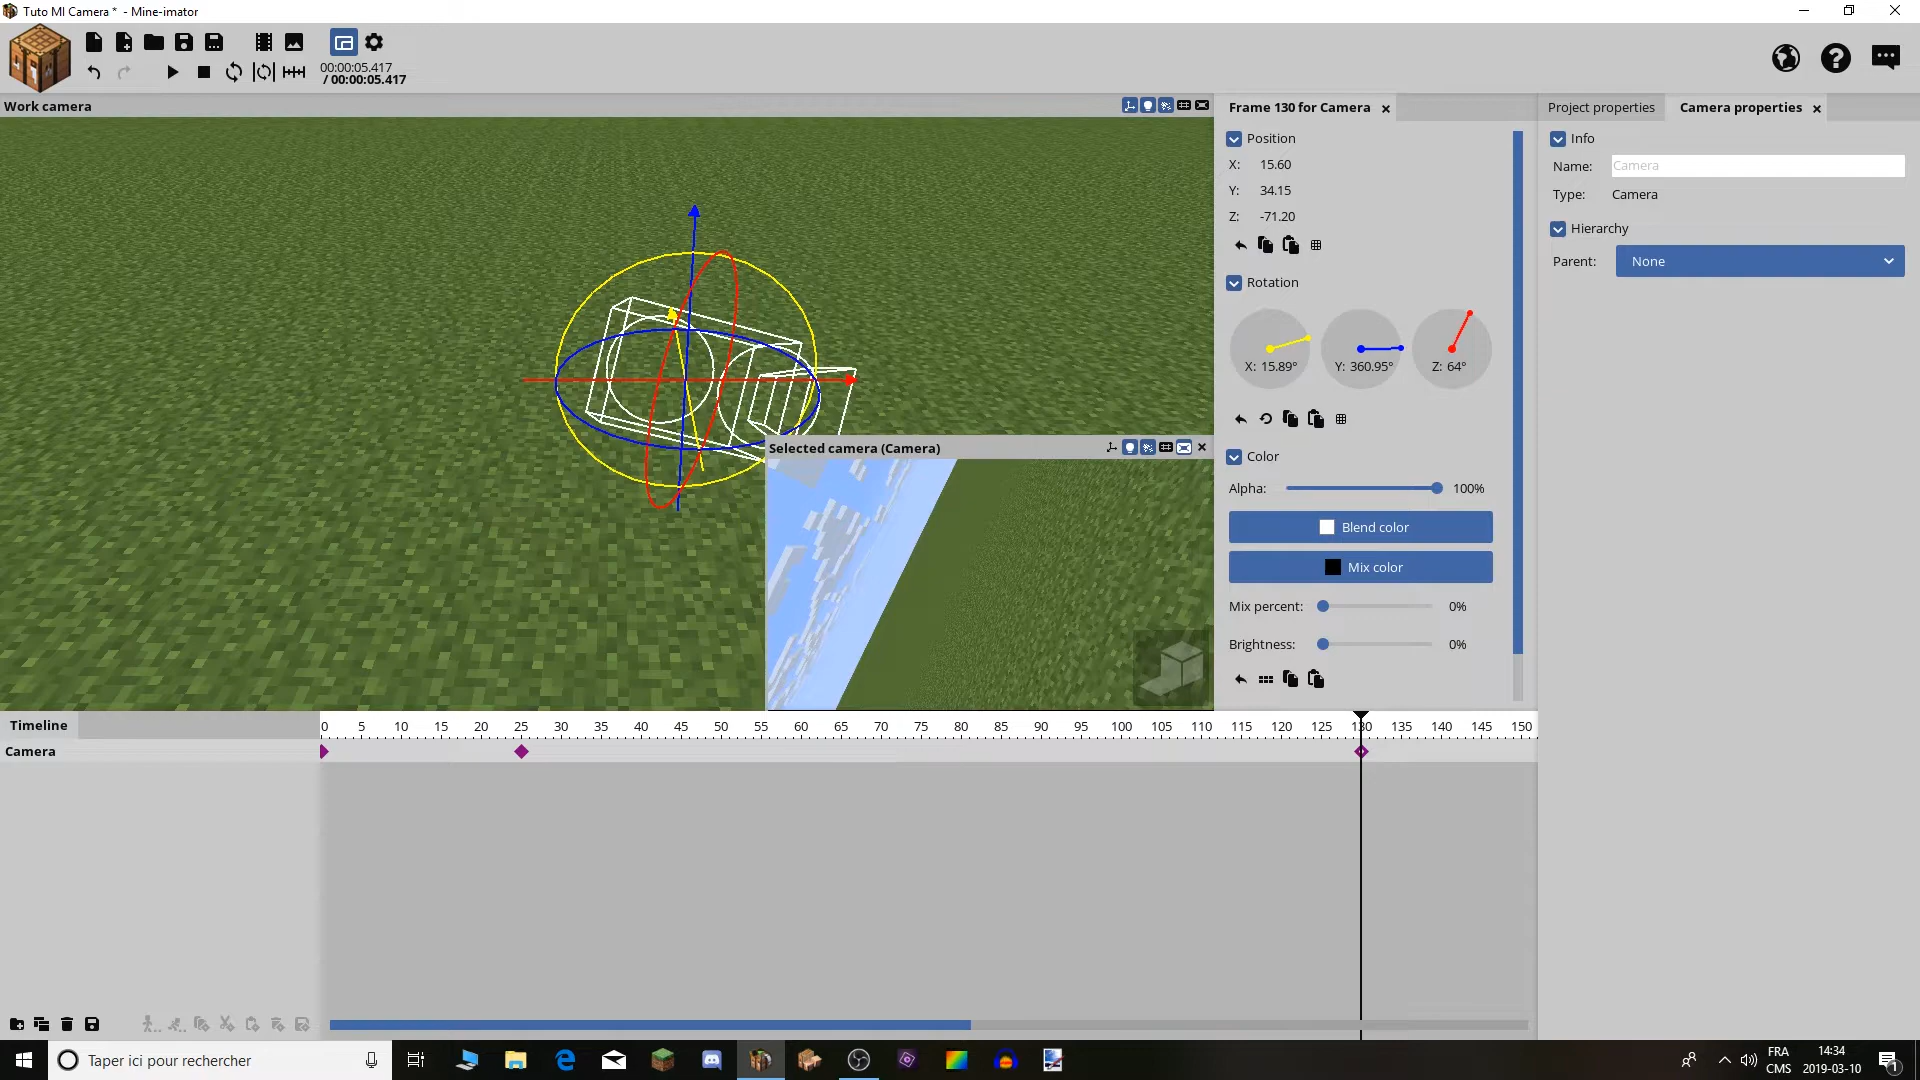 Tuto MI Camera * - Mine-imator
00:00:05.417
/ 00:00:05.417
Work camera
Frame 130 for Camera
Project properties
Camera properties
Position
X: 15.60
Y: 34.15
Z: -71.20
Rotation
X: 15.89°
Y: 360.95°
Z: 64°
Color
Alpha: 100%
Blend color
Mix color
Mix percent: 0%
Brightness: 0%
Info
Name: Camera
Type: Camera
Hierarchy
Parent: None
Selected camera (Camera)
Timeline
0 5 10 15 20 25 30 35 40 45 50 55 60 65 70 75 80 85 90 95 100 105 110 115 120 125 130 135 140 145 150
Camera
Taper ici pour rechercher
FRA
CMS
14:34
2019-03-10
1